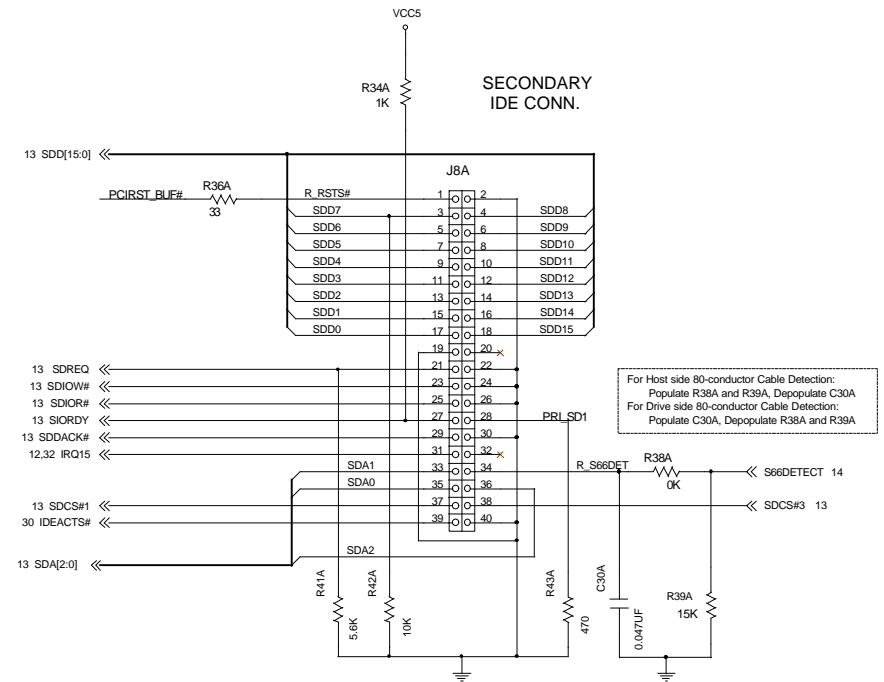 VCC5
R34A
1K
SECONDARY
IDE CONN.
13 SDD[15:0]
J8A
PCIRST_BUF#
R36A
33
R_RSTS#
1 2
SDD7 3 4 SDD8
SDD6 5 6 SDD9
SDD5 7 8 SDD10
SDD4 9 10 SDD11
SDD3 11 12 SDD12
SDD2 13 14 SDD13
SDD1 15 16 SDD14
SDD0 17 18 SDD15
19 20
13 SDREQ 21 22
13 SDIOW# 23 24
13 SDIOR# 25 26
13 SIORDY 27 28 PRI_SD1
13 SDDACK# 29 30
12,32 IRQ15 31 32
SDA1 33 34 R_S66DET
R38A
0K
S66DETECT 14
SDA0 35 36
13 SDCS#1 37 38 SDCS#3 13
30 IDEACTS# 39 40
SDA2
13 SDA[2:0]
For Host side 80-conductor Cable Detection:
Populate R38A and R39A, Depopulate C30A
For Drive side 80-conductor Cable Detection:
Populate C30A, Depopulate R38A and R39A
R41A
5.6K
R42A
10K
R43A
470
C30A
0.047UF
R39A
15K